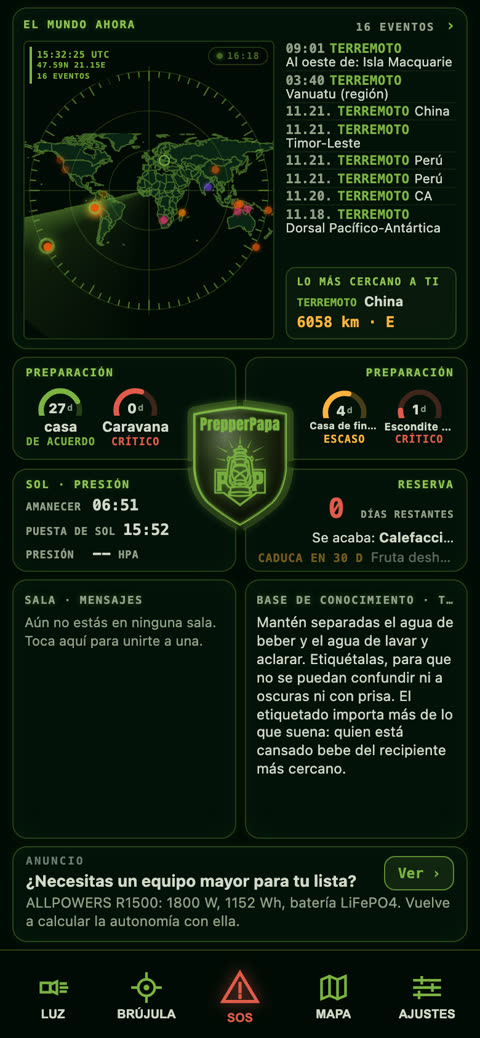 EL MUNDO AHORA
16 EVENTOS ›
15:32:25 UTC
47.59N 21.15E
16 EVENTOS
16:18
09:01 TERREMOTO
Al oeste de: Isla Macquarie
03:40 TERREMOTO
Vanuatu (región)
11.21. TERREMOTO China
11.21. TERREMOTO
Timor-Leste
11.21. TERREMOTO Perú
11.21. TERREMOTO Perú
11.20. TERREMOTO CA
11.18. TERREMOTO
Dorsal Pacífico-Antártica
LO MÁS CERCANO A TI
TERREMOTO China
6058 km · E
PREPARACIÓN
27d
casa
DE ACUERDO
0d
Caravana
CRÍTICO
PREPARACIÓN
4d
Casa de fin...
ESCASO
1d
Escondite ...
CRÍTICO
PrepperPapa
P P
SOL · PRESIÓN
AMANECER 06:51
PUESTA DE SOL 15:52
PRESIÓN —— HPA
RESERVA
0 DÍAS RESTANTES
Se acaba: Calefacci...
CADUCA EN 30 D Fruta desh...
SALA · MENSAJES
Aún no estás en ninguna sala.
Toca aquí para unirte a una.
BASE DE CONOCIMIENTO · T…
Mantén separadas el agua de
beber y el agua de lavar y
aclarar. Etiquétalas, para que
no se puedan confundir ni a
oscuras ni con prisa. El
etiquetado importa más de lo
que suena: quien está
cansado bebe del recipiente
más cercano.
ANUNCIO
¿Necesitas un equipo mayor para tu lista?
ALLPOWERS R1500: 1800 W, 1152 Wh, batería LiFePO4. Vuelve
a calcular la autonomía con ella.
Ver ›
LUZ
BRÚJULA
SOS
MAPA
AJUSTES